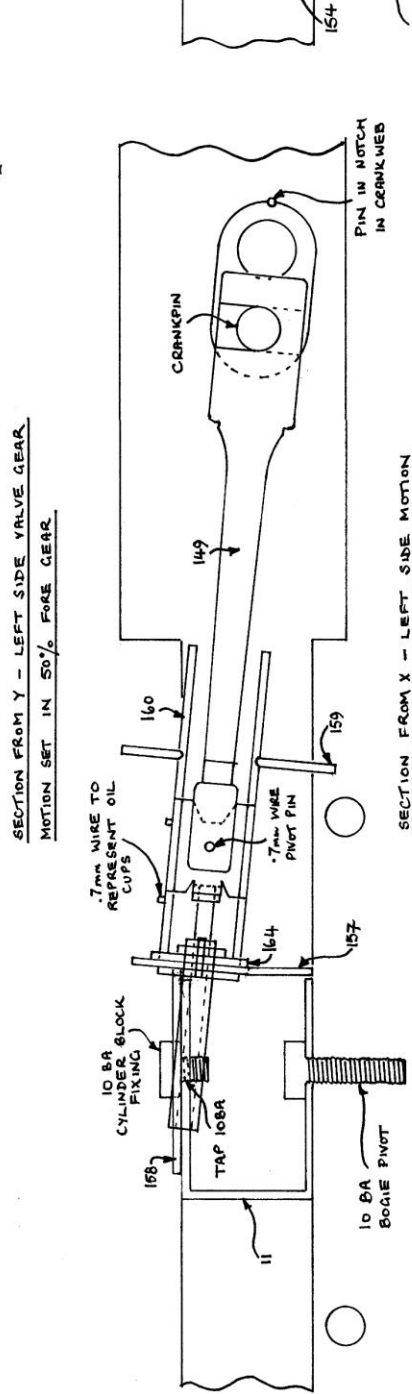 SECTION FROM Y - LEFT SIDE VALVE GEAR
MOTION SET IN 50% FORE GEAR
154
.7mm WIRE TO
REPRESENT OIL
CUPS
160
149
CRANKPIN
PIN IN NOTCH
IN CRANKWEB
10 BA
CYLINDER BLOCK
FIXING
158
TAP 10BA
.7mm WIRE
PIVOT PIN
159
164
157
11
10 BA
BOGIE PIVOT
SECTION FROM X - LEFT SIDE MOTION